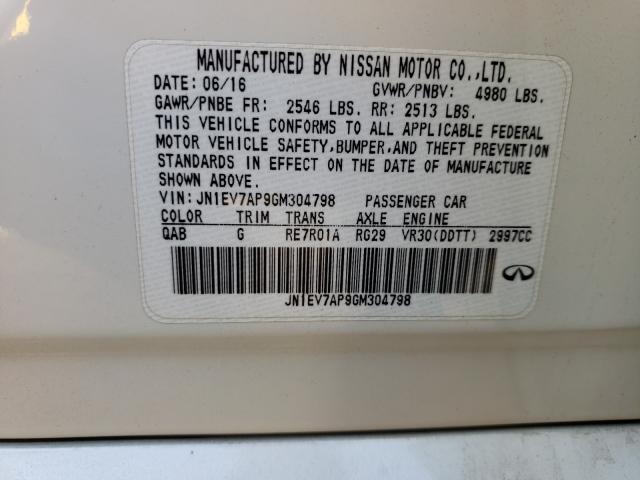 MANUFACTURED BY NISSAN MOTOR CO.,LTD.
DATE: 06/16 GVWR/PNBV: 4980 LBS.
GAWR/PNBE FR: 2546 LBS. RR: 2513 LBS.
THIS VEHICLE CONFORMS TO ALL APPLICABLE FEDERAL
MOTOR VEHICLE SAFETY,BUMPER,AND THEFT PREVENTION
STANDARDS IN EFFECT ON THE DATE OF MANUFACTURE
SHOWN ABOVE.
VIN: JN1EV7AP9GM304798 PASSENGER CAR
COLOR TRIM TRANS AXLE ENGINE
QAB G RE7R01A RG29 VR30(DDTT) 2997CC
JN1EV7AP9GM304798